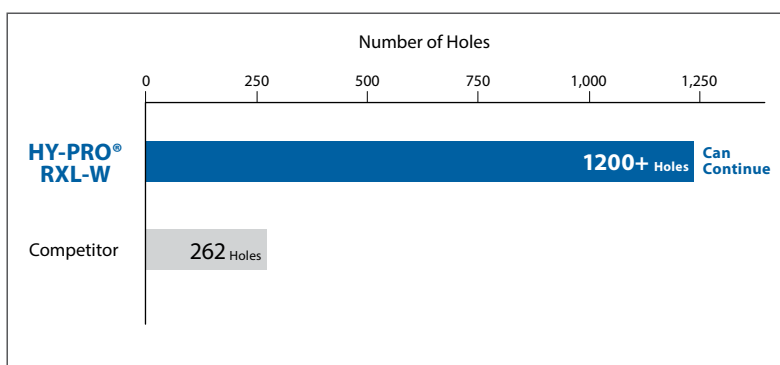 Number of Holes
0 250 500 750 1,000 1,250
HY-PRO®
RXL-W
1200+ Holes
Can
Continue
Competitor
262 Holes